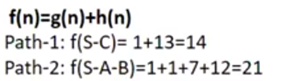 f(n)=g(n)+h(n)
Path-1: f(S-C)= 1+13=14
Path-2: f(S-A-B)=1+1+7+12=21